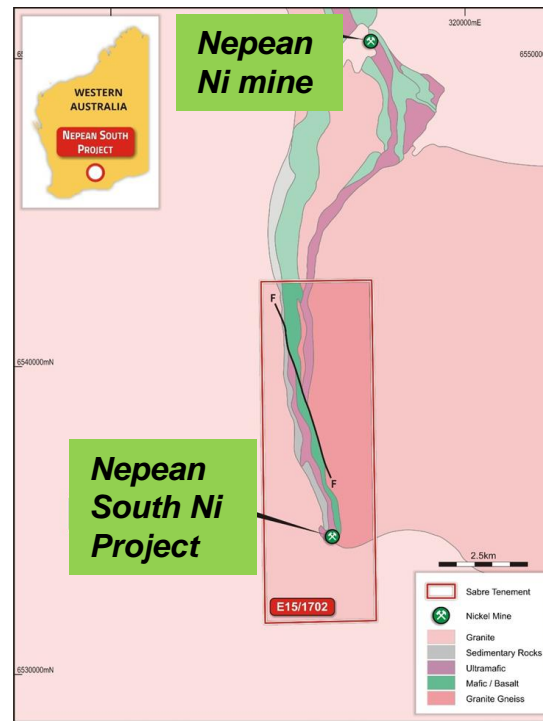 Nepean
Ni mine
320000mE
6550000
WESTERN
AUSTRALIA
NEPEAN SOUTH
PROJECT
F
6540000mN
F
Nepean
South Ni
Project
2.5km
E15/1702
Sabre Tenement
Nickel Mine
Granite
Sedimentary Rocks
Ultramafic
Mafic / Basalt
Granite Gneiss
6530000mN